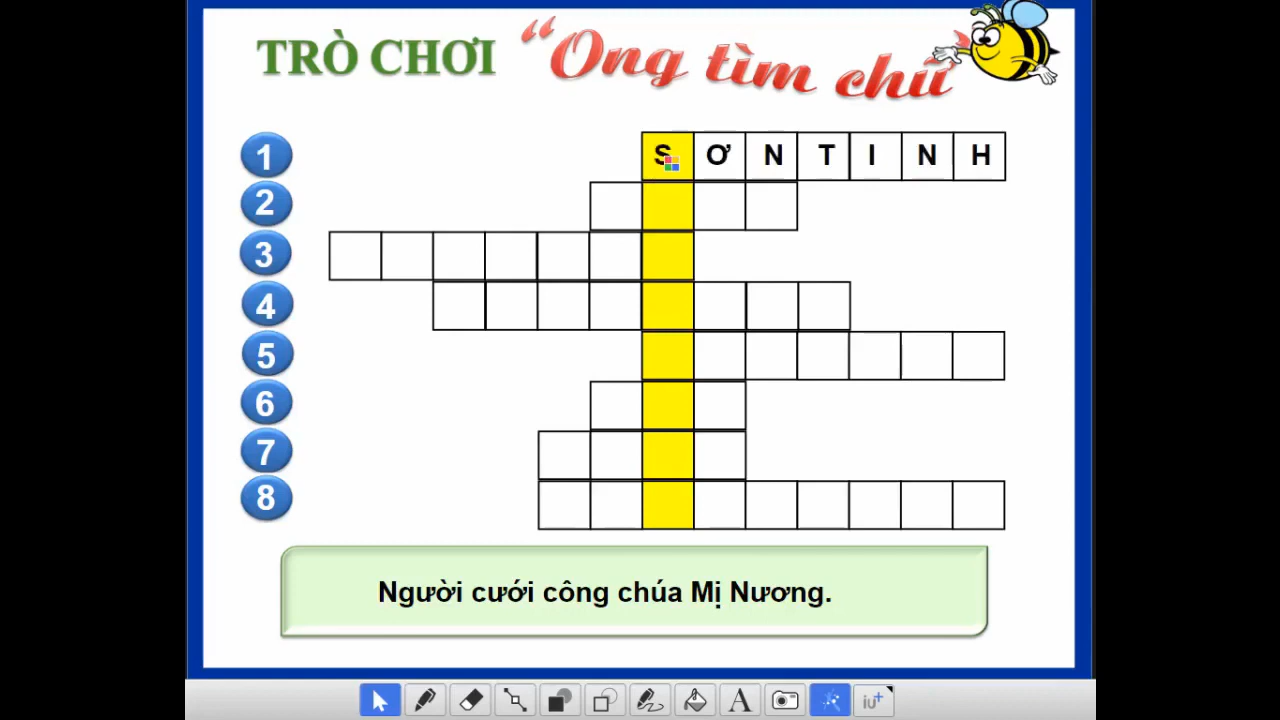 TRÒ CHƠI “Ong tìm chữ”
1 S Ơ N T I N H
2
3
4
5
6
7
8
Người cưới công chúa Mị Nương.
A
iu+